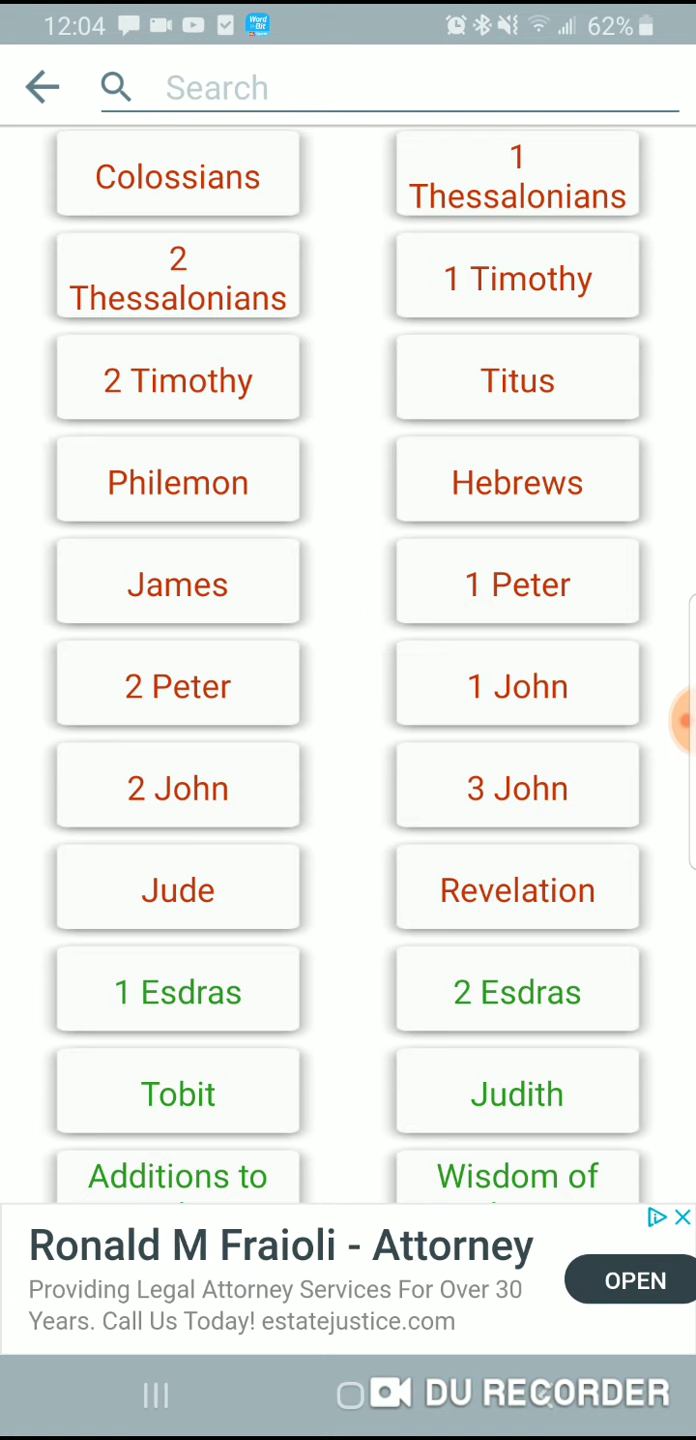 12:04
Word
Bit
62%
Search
Colossians
1
Thessalonians
2
Thessalonians
1 Timothy
2 Timothy
Titus
Philemon
Hebrews
James
1 Peter
2 Peter
1 John
2 John
3 John
Jude
Revelation
1 Esdras
2 Esdras
Tobit
Judith
Additions to
Wisdom of
Ronald M Fraioli - Attorney
Providing Legal Attorney Services For Over 30
Years. Call Us Today! estatejustice.com
OPEN
DU RECORDER